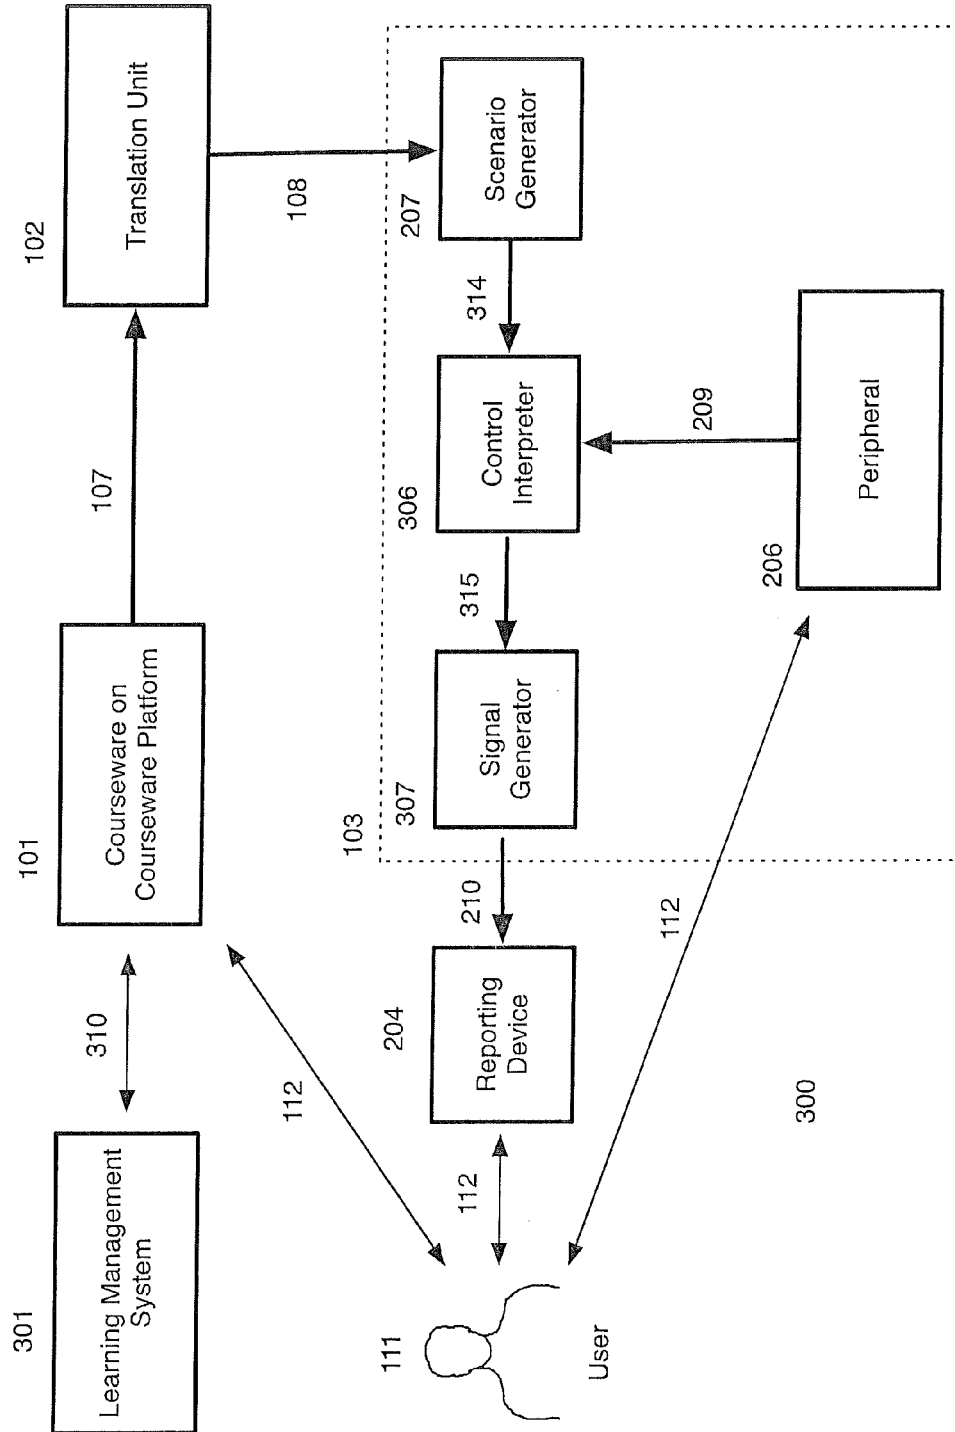 301
Learning Management
System
310
101
Courseware on
Courseware Platform
107
102
Translation Unit
108
112
111
User
112
204
Reporting
Device
210
103
307
Signal
Generator
315
306
Control
Interpreter
314
207
Scenario
Generator
112
209
206
Peripheral
300